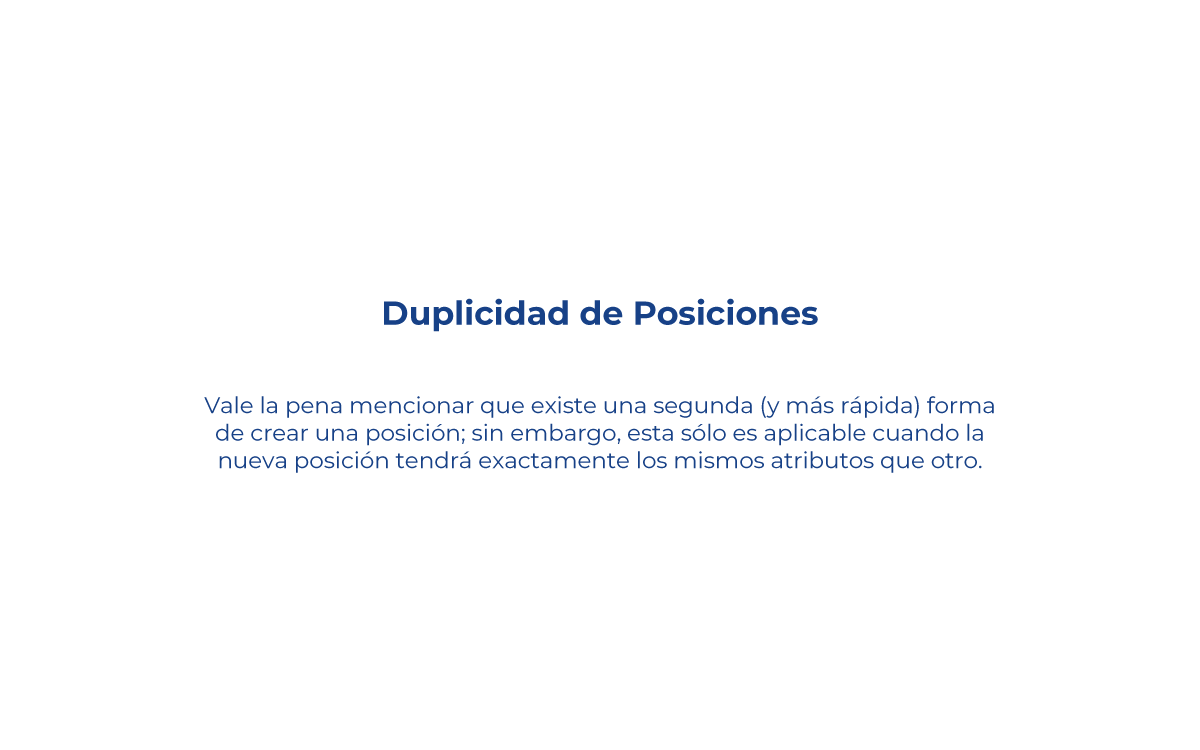 Duplicidad de Posiciones
Vale la pena mencionar que existe una segunda (y más rápida) forma
de crear una posición; sin embargo, esta sólo es aplicable cuando la
nueva posición tendrá exactamente los mismos atributos que otro.